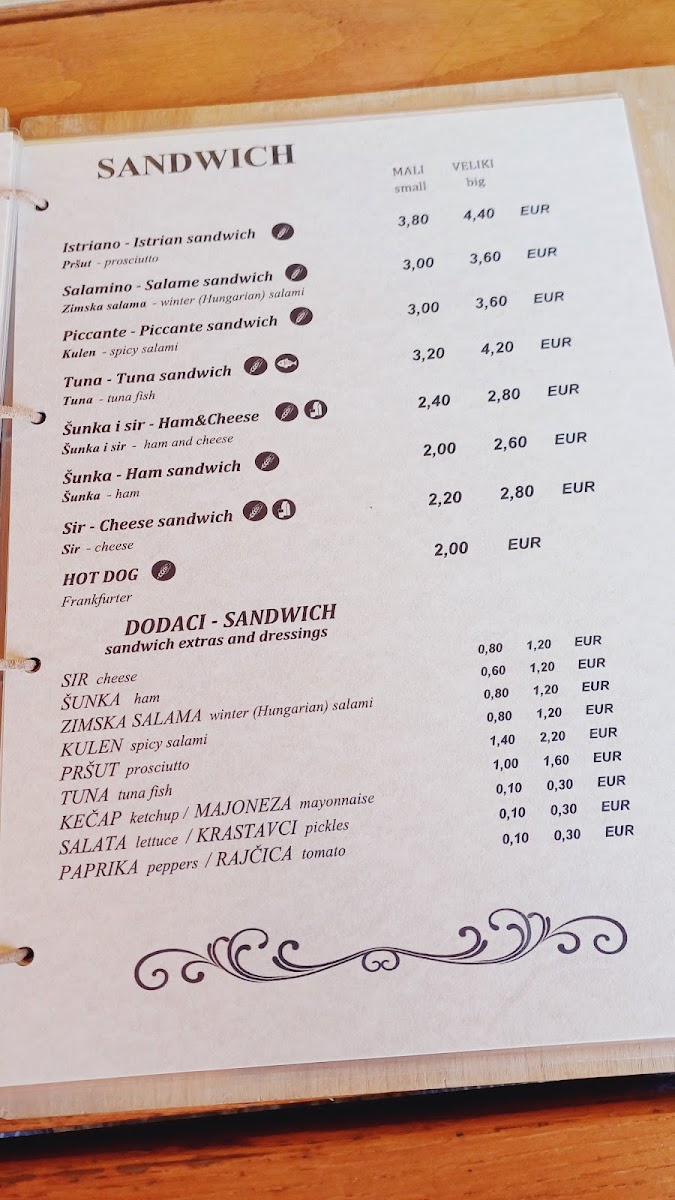 SANDWICH
MALI VELIKI
small big
Istriano - Istrian sandwich 3,80 4,40 EUR
Pršut - prosciutto
Salamino - Salame sandwich 3,00 3,60 EUR
Zimska salama - winter (Hungarian) salami
Piccante - Piccante sandwich 3,00 3,60 EUR
Kulen - spicy salami
Tuna - Tuna sandwich 3,20 4,20 EUR
Tuna - tuna fish
Šunka i sir - Ham&Cheese 2,40 2,80 EUR
Šunka i sir - ham and cheese
Šunka - Ham sandwich 2,00 2,60 EUR
Šunka - ham
Sir - Cheese sandwich 2,20 2,80 EUR
Sir - cheese
HOT DOG 2,00 EUR
Frankfurter
DODACI - SANDWICH
sandwich extras and dressings
SIR cheese 0,80 1,20 EUR
ŠUNKA ham 0,60 1,20 EUR
ZIMSKA SALAMA winter (Hungarian) salami 0,80 1,20 EUR
KULEN spicy salami 0,80 1,20 EUR
PRŠUT prosciutto 1,40 2,20 EUR
TUNA tuna fish 1,00 1,60 EUR
KEČAP ketchup / MAJONEZA mayonnaise 0,10 0,30 EUR
SALATA lettuce / KRASTAVCI pickles 0,10 0,30 EUR
PAPRIKA peppers / RAJČICA tomato 0,10 0,30 EUR